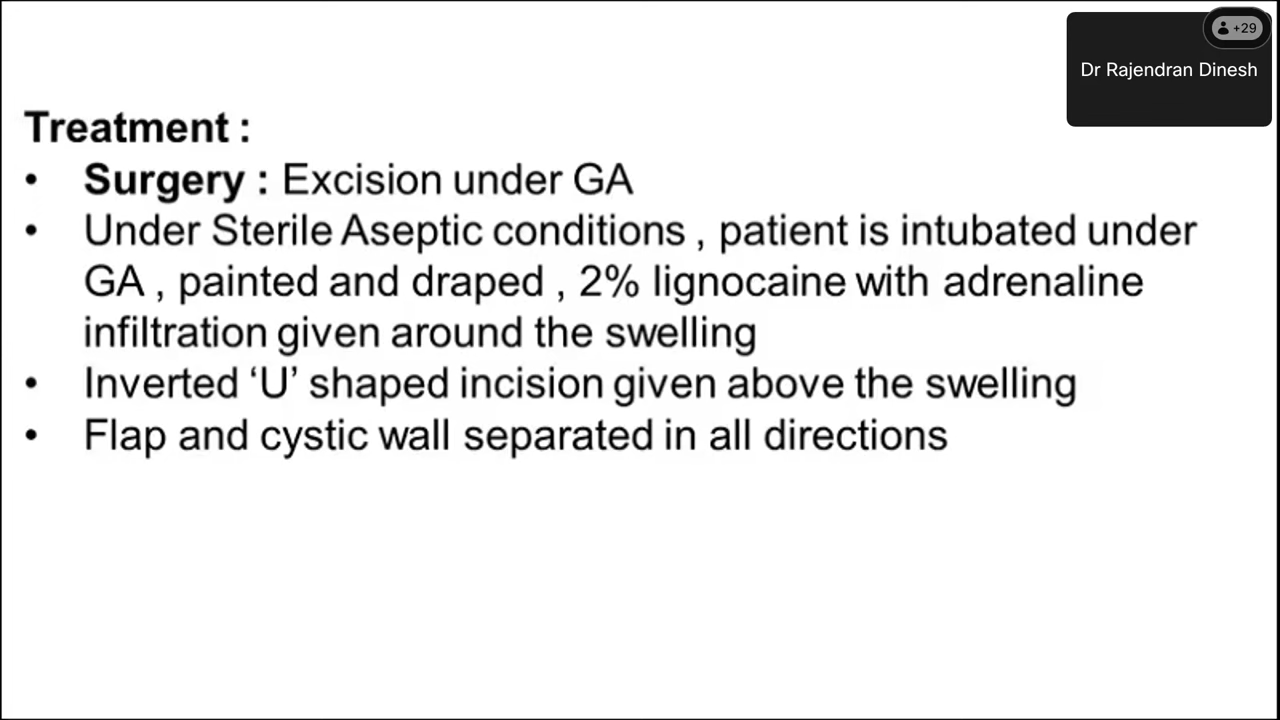 +29
Dr Rajendran Dinesh
Treatment :
• Surgery : Excision under GA
• Under Sterile Aseptic conditions , patient is intubated under
GA , painted and draped , 2% lignocaine with adrenaline
infiltration given around the swelling
• Inverted ‘U’ shaped incision given above the swelling
• Flap and cystic wall separated in all directions